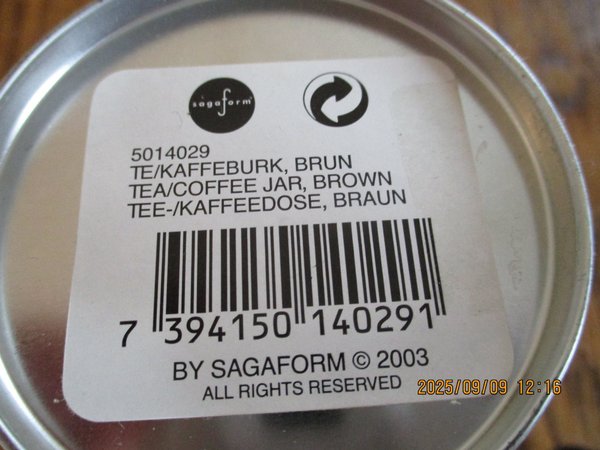 sagaform
5014029
TE/KAFFEBURK, BRUN
TEA/COFFEE JAR, BROWN
TEE-/KAFFEEDOSE, BRAUN
7 394150 140291
BY SAGAFORM © 2003
ALL RIGHTS RESERVED
2025/09/09 12:16